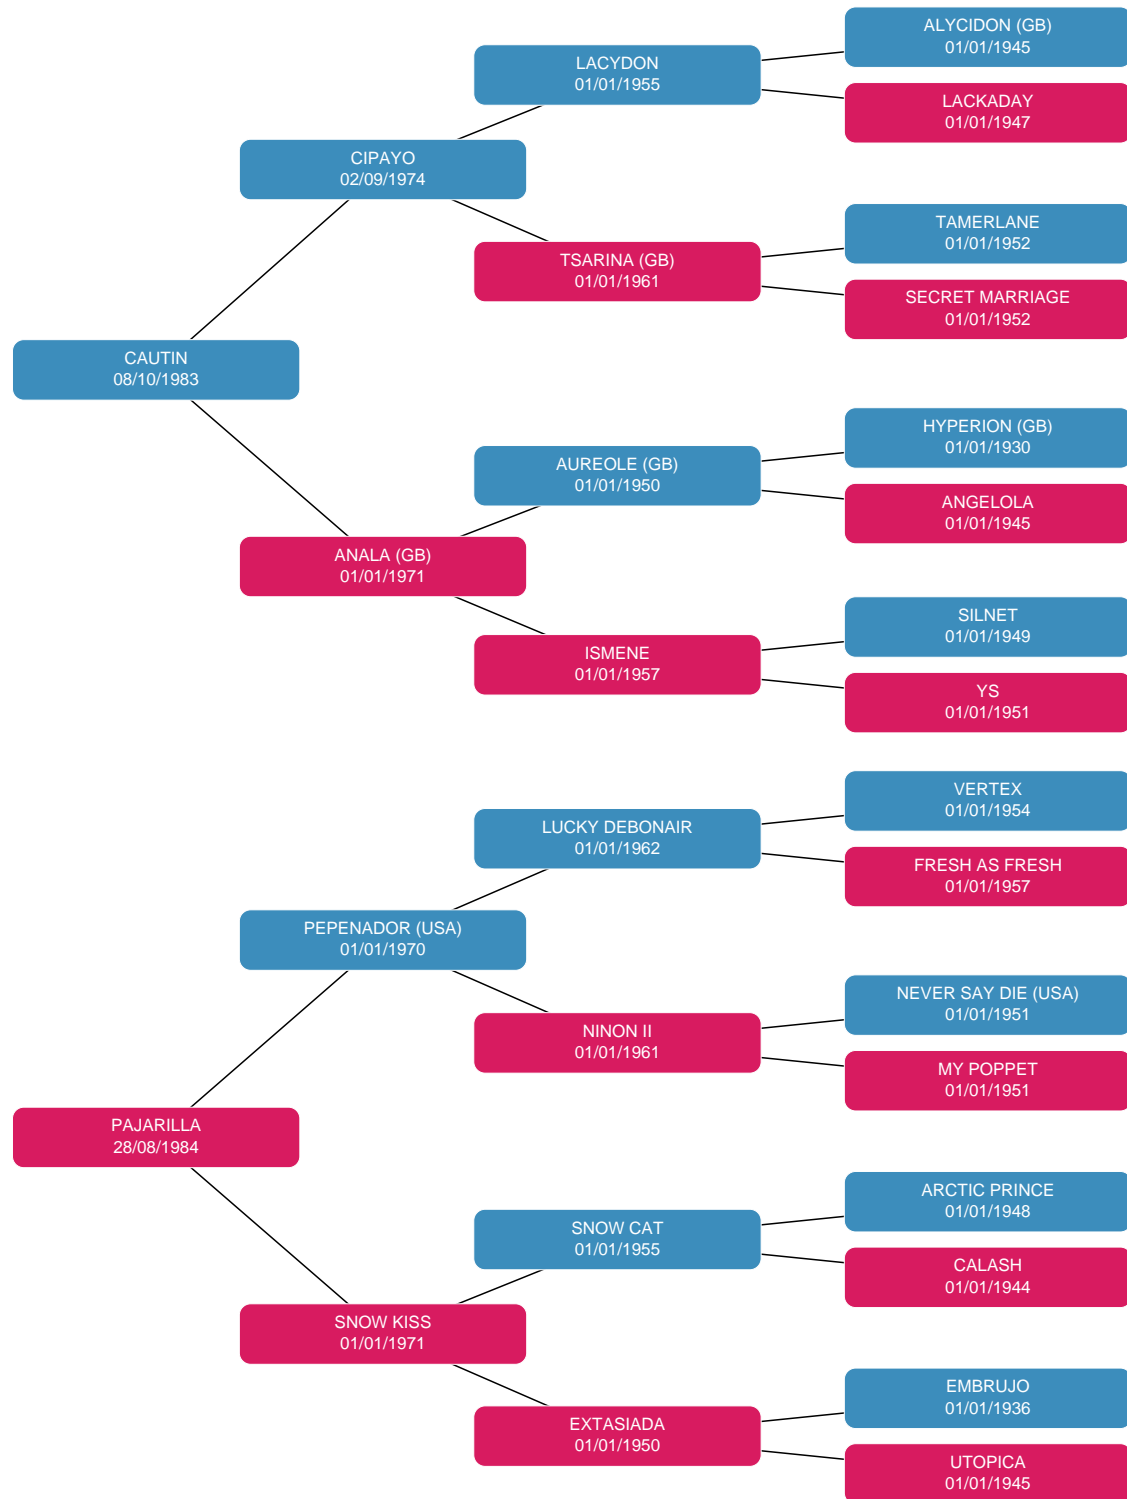 ALYCIDON (GB)
01/01/1945
LACYDON
01/01/1955
LACKADAY
01/01/1947
CIPAYO
02/09/1974
TAMERLANE
01/01/1952
TSARINA (GB)
01/01/1961
SECRET MARRIAGE
01/01/1952
CAUTIN
08/10/1983
HYPERION (GB)
01/01/1930
AUREOLE (GB)
01/01/1950
ANGELOLA
01/01/1945
ANALA (GB)
01/01/1971
SILNET
01/01/1949
ISMENE
01/01/1957
YS
01/01/1951
VERTEX
01/01/1954
LUCKY DEBONAIR
01/01/1962
FRESH AS FRESH
01/01/1957
PEPENADOR (USA)
01/01/1970
NEVER SAY DIE (USA)
01/01/1951
NINON II
01/01/1961
MY POPPET
01/01/1951
PAJARILLA
28/08/1984
ARCTIC PRINCE
01/01/1948
SNOW CAT
01/01/1955
CALASH
01/01/1944
SNOW KISS
01/01/1971
EMBRUJO
01/01/1936
EXTASIADA
01/01/1950
UTOPICA
01/01/1945